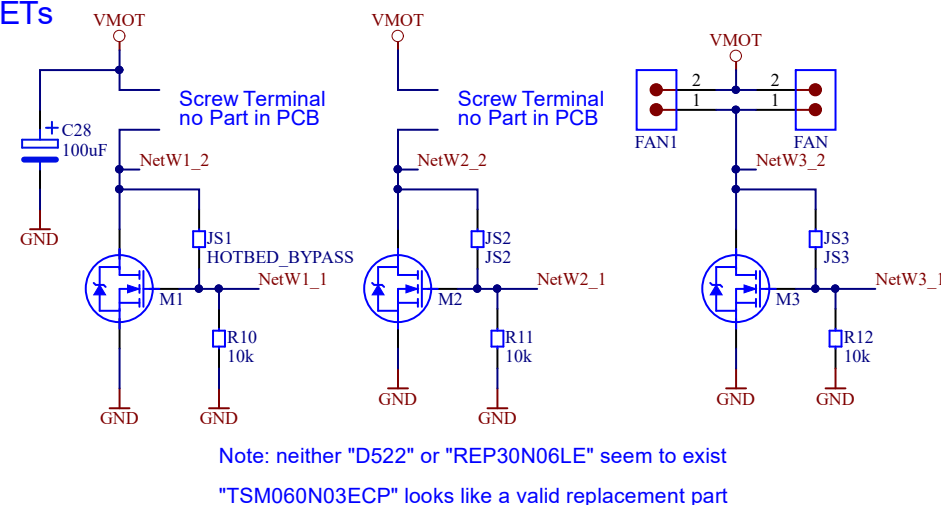 ETs
VMOT
VMOT
VMOT
Screw Terminal
no Part in PCB
Screw Terminal
no Part in PCB
2
2
1
1
FAN1
FAN
C28
100uF
NetW1_2
NetW2_2
NetW3_2
GND
JS1
HOTBED_BYPASS
JS2
JS2
JS3
JS3
NetW1_1
NetW2_1
NetW3_1
M1
M2
M3
R10
10k
R11
10k
R12
10k
GND
GND
GND
GND
GND
GND
Note: neither "D522" or "REP30N06LE" seem to exist
"TSM060N03ECP" looks like a valid replacement part